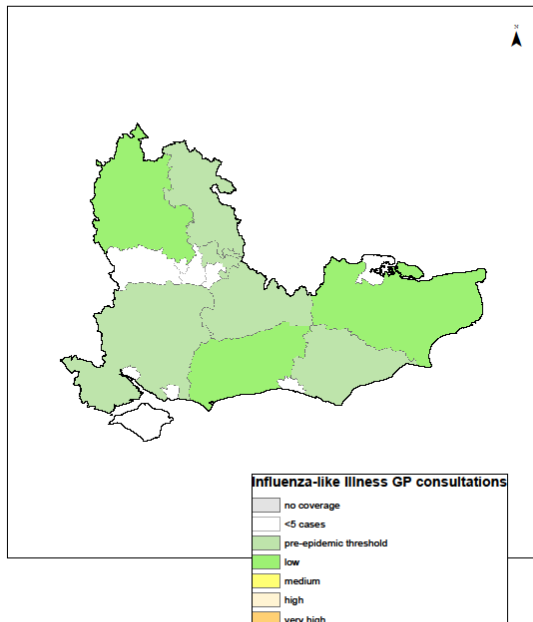 N
Influenza-like Illness GP consultations
no coverage
<5 cases
pre-epidemic threshold
low
medium
high
very high